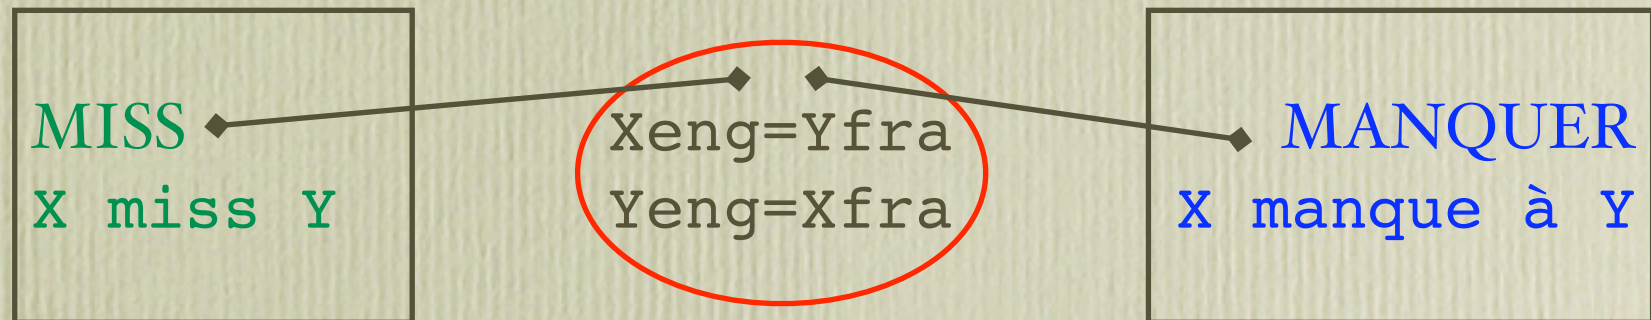 MISS
X miss Y
Xeng=Yfra
Yeng=Xfra
MANQUER
X manque à Y